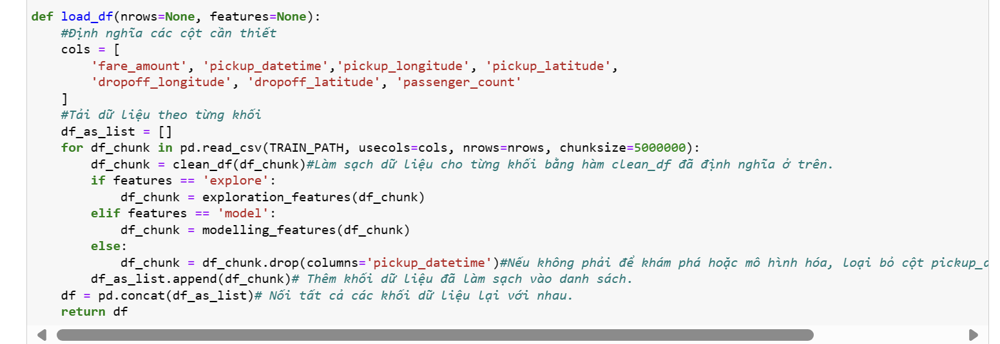 def load_df(nrows=None, features=None):
    #Định nghĩa các cột cần thiết
    cols = [
        'fare_amount', 'pickup_datetime','pickup_longitude', 'pickup_latitude',
        'dropoff_longitude', 'dropoff_latitude', 'passenger_count'
    ]
    #Tải dữ liệu theo từng khối
    df_as_list = []
    for df_chunk in pd.read_csv(TRAIN_PATH, usecols=cols, nrows=nrows, chunksize=5000000):
        df_chunk = clean_df(df_chunk)#Làm sạch dữ liệu cho từng khối bằng hàm clean_df đã định nghĩa ở trên.
        if features == 'explore':
            df_chunk = exploration_features(df_chunk)
        elif features == 'model':
            df_chunk = modelling_features(df_chunk)
        else:
            df_chunk = df_chunk.drop(columns='pickup_datetime')#Nếu không phải để khám phá hoặc mô hình hóa, loại bỏ cột
        df_as_list.append(df_chunk)# Thêm khối dữ liệu đã làm sạch vào danh sách.
    df = pd.concat(df_as_list)# Nối tất cả các khối dữ liệu lại với nhau.
    return df